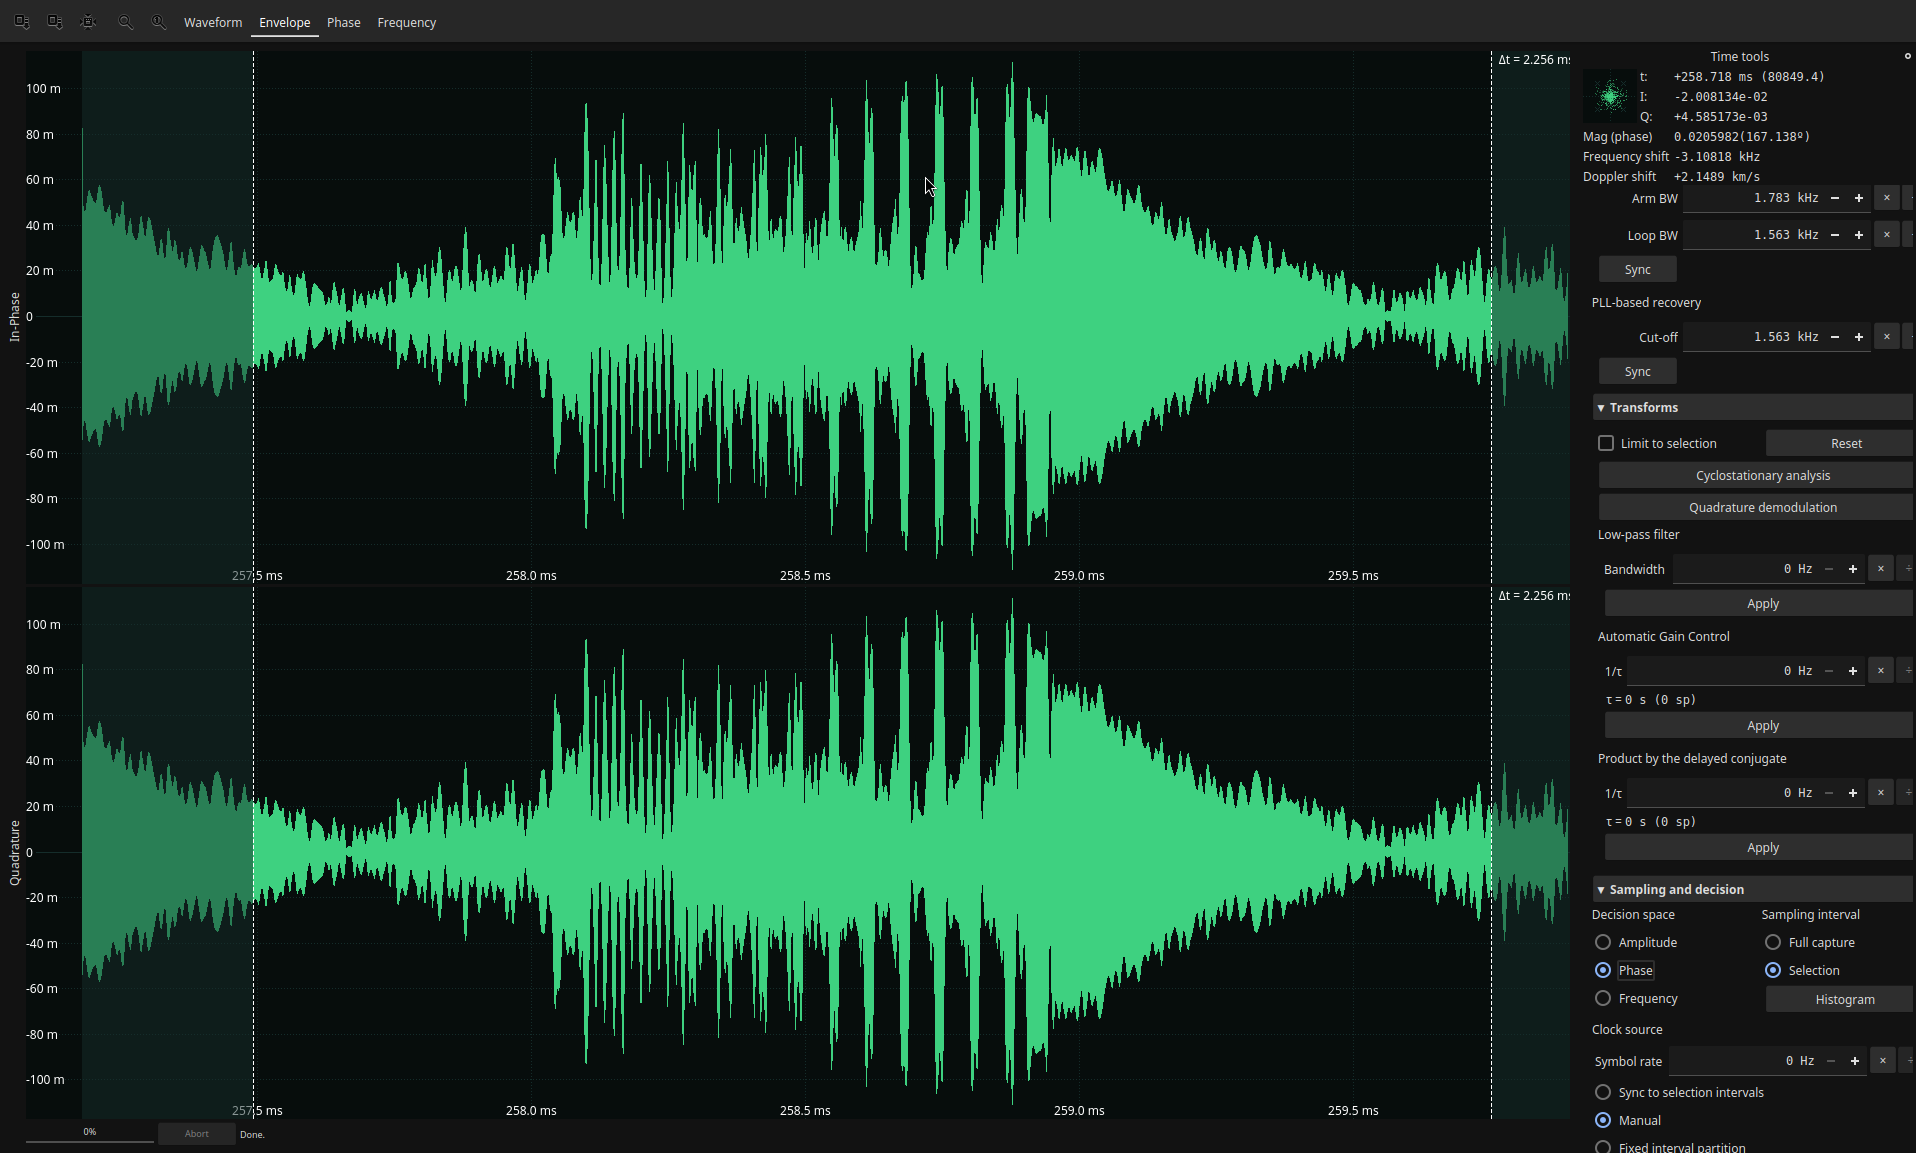 Waveform Envelope Phase Frequency
Δt = 2.256 ms
100 m
80 m
60 m
40 m
20 m
0
-20 m
-40 m
-60 m
-80 m
-100 m
In-Phase
257.5 ms 258.0 ms 258.5 ms 259.0 ms 259.5 ms
Δt = 2.256 ms
100 m
80 m
60 m
40 m
20 m
0
-20 m
-40 m
-60 m
-80 m
-100 m
Quadrature
257.5 ms 258.0 ms 258.5 ms 259.0 ms 259.5 ms
0% Abort Done.
Time tools
t: +258.718 ms (80849.4)
I: -2.008134e-02
Q: +4.585173e-03
Mag (phase) 0.0205982(167.138º)
Frequency shift -3.10818 kHz
Doppler shift +2.1489 km/s
Arm BW 1.783 kHz − + ×
Loop BW 1.563 kHz − + ×
Sync
PLL-based recovery
Cut-off 1.563 kHz − + ×
Sync
▾ Transforms
Limit to selection Reset
Cyclostationary analysis
Quadrature demodulation
Low-pass filter
Bandwidth 0 Hz − + × ÷
Apply
Automatic Gain Control
1/τ 0 Hz − + × ÷
τ = 0 s (0 sp)
Apply
Product by the delayed conjugate
1/τ 0 Hz − + × ÷
τ = 0 s (0 sp)
Apply
▾ Sampling and decision
Decision space Sampling interval
Amplitude Full capture
Phase Selection
Frequency Histogram
Clock source
Symbol rate 0 Hz − + × ÷
Sync to selection intervals
Manual
Fixed interval partition